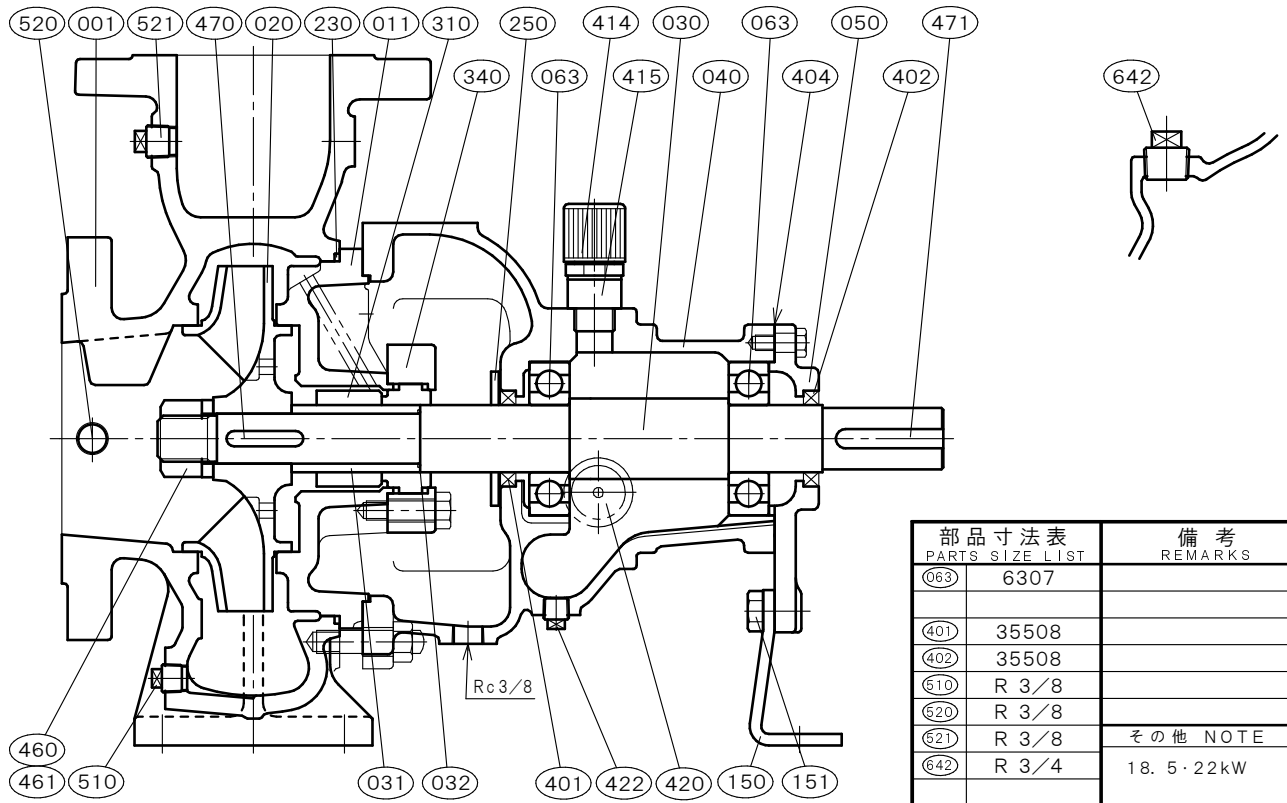 520 001 521 470 020 230 011 310 250 414 030 063 050 471
340 063 415 040 404 402 642
Rc3/8
460
461 510 031 032 401 422 420 150 151
部品寸法表 備考
PARTS SIZE LIST REMARKS
063 6307
401 35508
402 35508
510 R 3/8
520 R 3/8
521 R 3/8 その他 NOTE
642 R 3/4 18.5·22kW